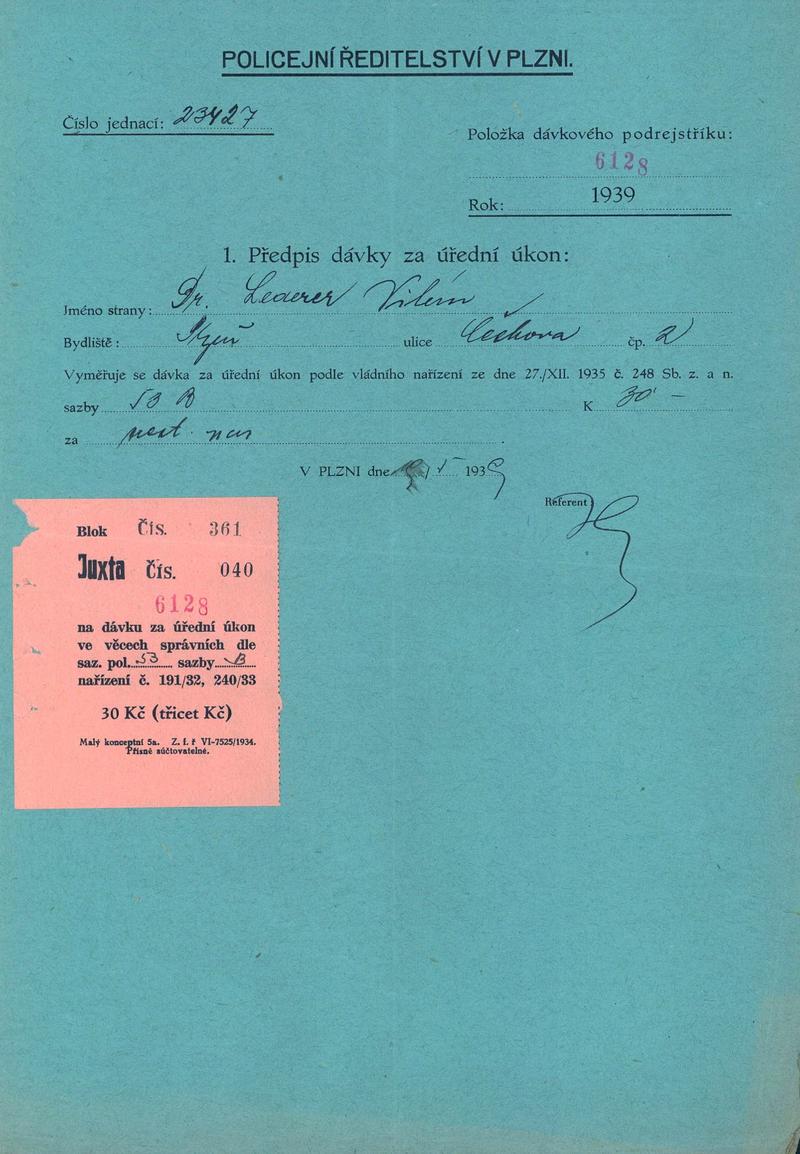 POLICEJNÍ ŘEDITELSTVÍ V PLZNI.
Číslo jednací: 23427
Položka dávkového podrejstříku:
6128
Rok: 1939
1. Předpis dávky za úřední úkon:
Jméno strany: Dr. Lederer Vilém
Bydliště: Plzeň ulice Čechova čp. 2
Vyměřuje se dávka za úřední úkon podle vládního nařízení ze dne 27./XII. 1935 č. 248 Sb. z. a n.
sazby 53 B K 30 —
za
V PLZNI dne 1939
Referent:
Blok Čís. 361
Juxta Čís. 040
6128
na dávku za úřední úkon
ve věcech správních dle
saz. pol. 53 sazby B
nařízení č. 191/32, 240/33
30 Kč (třicet Kč)
Malý konceptní 5a. Z. f. ř VI-7525/1934.
Přísně súčtovatelné.